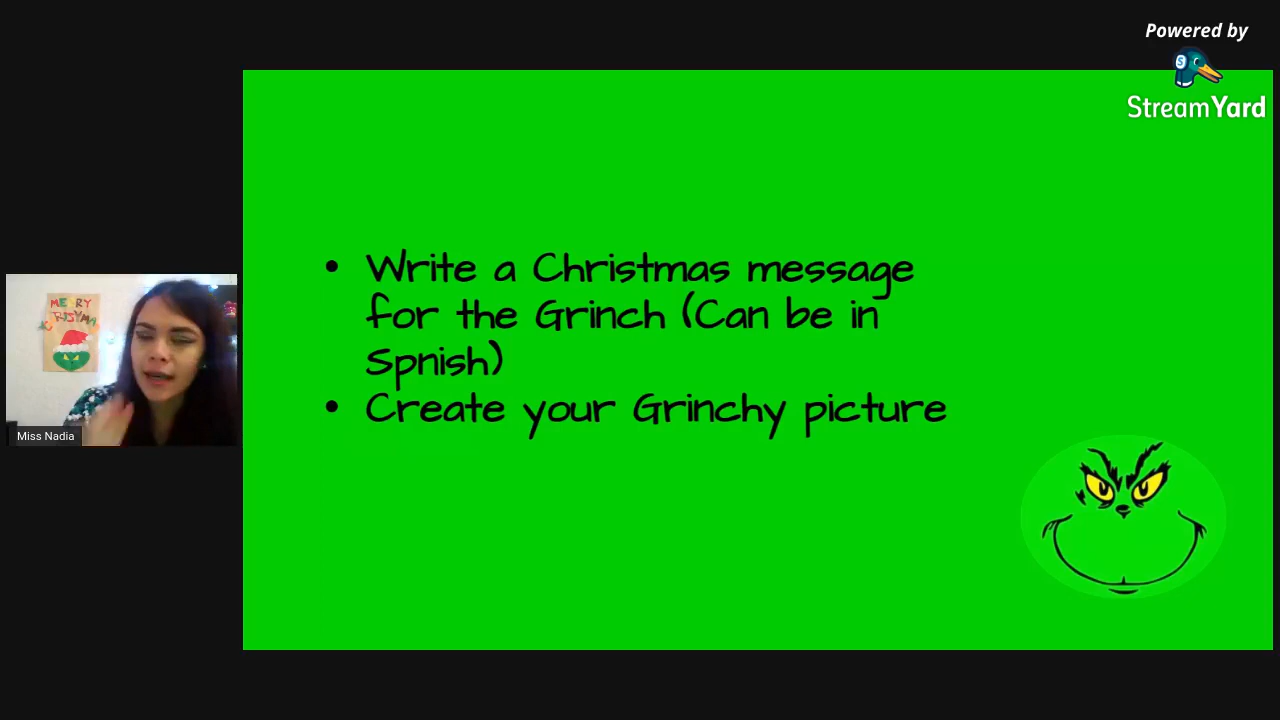 Powered by
StreamYard
• Write a Christmas message
for the Grinch (Can be in
Spnish)
• Create your Grinchy picture
MERRY
Miss Nadia